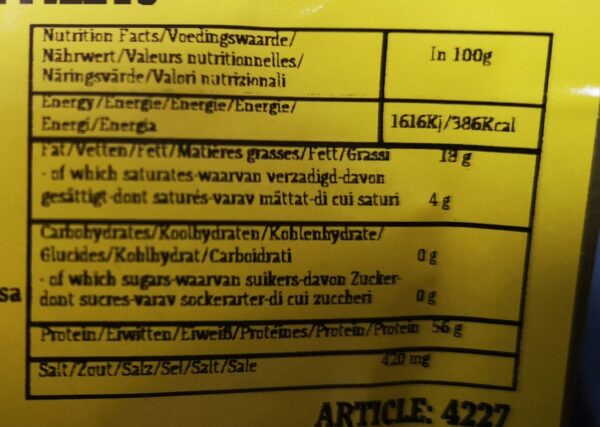 Nutrition Facts/Voedingswaarde/
Nährwert/Valeurs nutritionnelles/
Näringsvärde/Valori nutrizionali
In 100g
Energy/Energie/Energie/Energie/
Energi/Energia
1616Kj/386Kcal
Fat/Vetten/Fett/Matières grasses/Fett/Grassi 18 g
- of which saturates-waarvan verzadigd-davon
gesättigt-dont saturés-varav mättat-di cui saturi 4 g
Carbohydrates/Koolhydraten/Kohlenhydrate/
Glucides/Kohlhydrat/Carboidrati 0 g
- of which sugars-waarvan suikers-davon Zucker-
dont sucres-varav sockerarter-di cui zuccheri 0 g
sa
Protein/Eiwitten/Eiweiß/Protéines/Protein/Protein 56 g
Salt/Zout/Salz/Sel/Salt/Sale 420 mg
ARTICLE: 4227